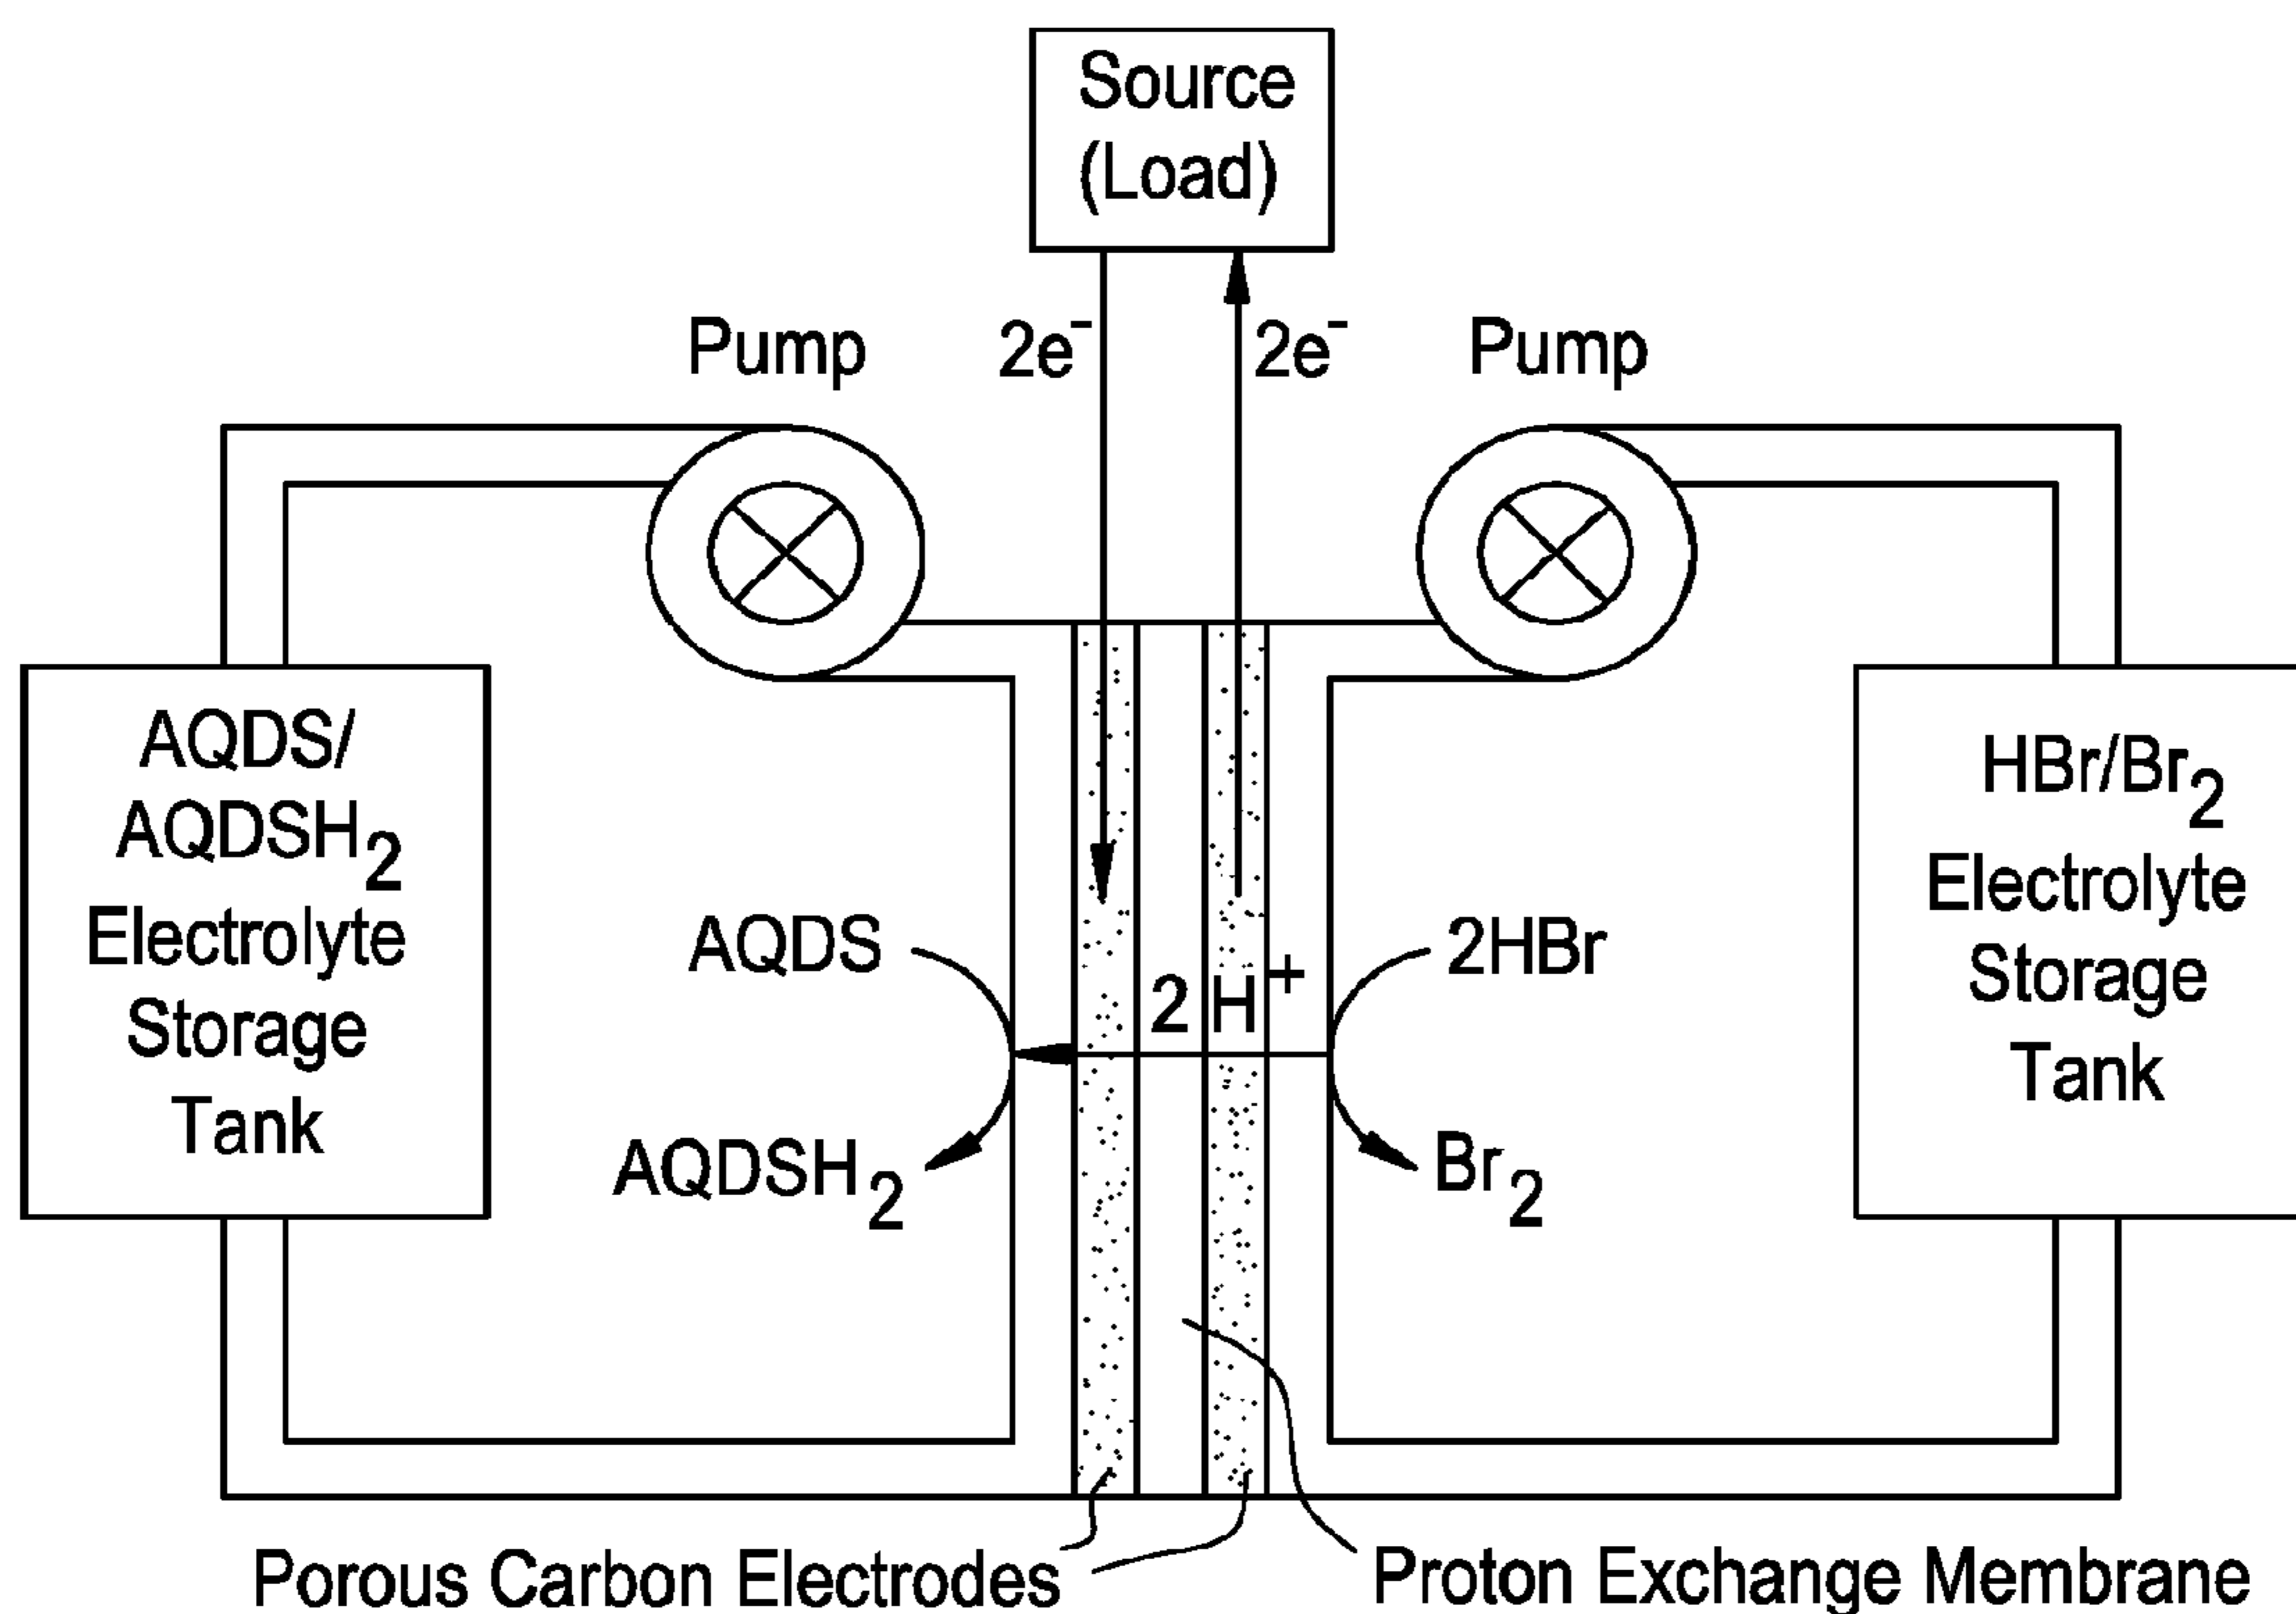 Source
(Load)
Pump
2e⁻
2e⁻
Pump
AQDS/
AQDSH₂
Electrolyte
Storage
Tank
HBr/Br₂
Electrolyte
Storage
Tank
AQDS
2H⁺
2HBr
AQDSH₂
Br₂
Porous Carbon Electrodes
Proton Exchange Membrane